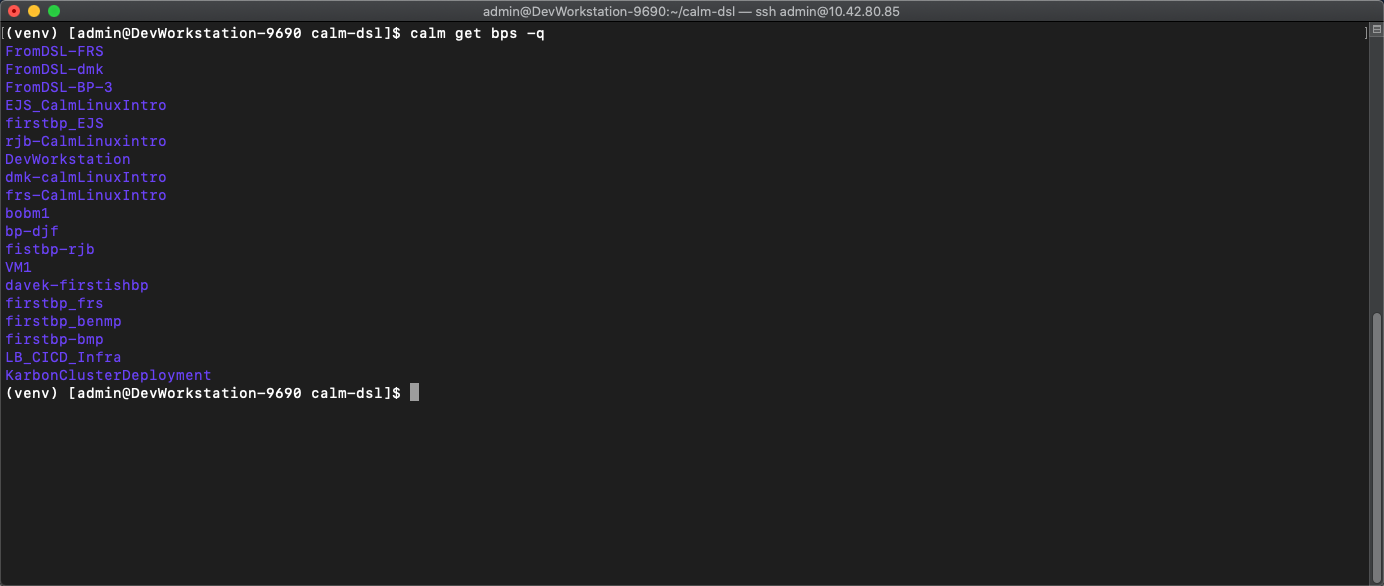 admin@DevWorkstation-9690:~/calm-dsl — ssh admin@10.42.80.85
[(venv) [admin@DevWorkstation-9690 calm-dsl]$ calm get bps -q ]
FromDSL-FRS
FromDSL-dmk
FromDSL-BP-3
EJS_CalmLinuxIntro
firstbp_EJS
rjb-CalmLinuxintro
DevWorkstation
dmk-calmLinuxIntro
frs-CalmLinuxIntro
bobm1
bp-djf
fistbp-rjb
VM1
davek-firstishbp
firstbp_frs
firstbp_benmp
firstbp-bmp
LB_CICD_Infra
KarbonClusterDeployment
(venv) [admin@DevWorkstation-9690 calm-dsl]$